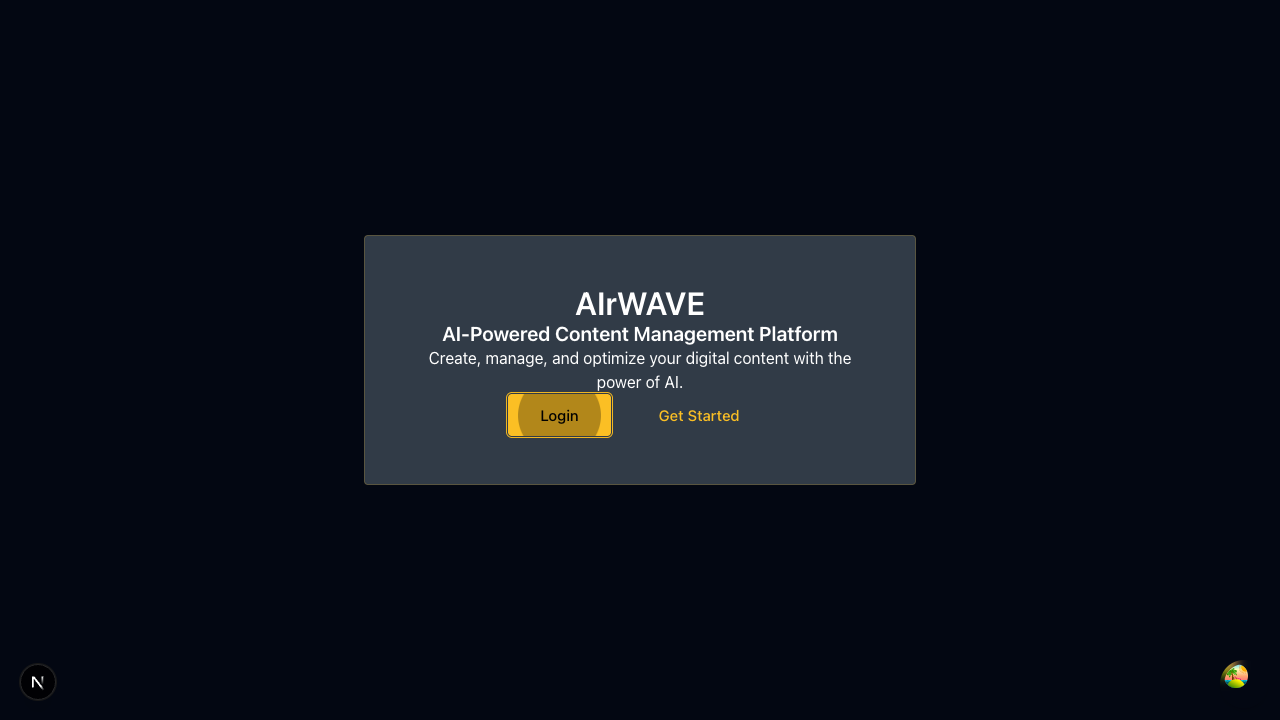 AIrWAVE
AI-Powered Content Management Platform
Create, manage, and optimize your digital content with the
power of AI.
Login
Get Started
N